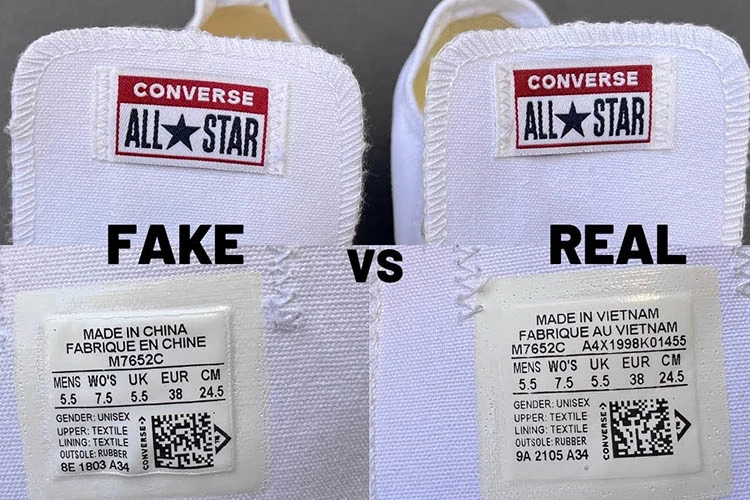 CONVERSE
ALL★STAR
CONVERSE
ALL★STAR
FAKE
VS
REAL
MADE IN CHINA
FABRIQUE EN CHINE
M7652C
MENS WO'S UK EUR CM
5.5 7.5 5.5 38 24.5
GENDER: UNISEX
UPPER: TEXTILE
LINING: TEXTILE
OUTSOLE: RUBBER
8E 1803 A34
CONVERSE>
MADE IN VIETNAM
FABRIQUE AU VIETNAM
M7652C A4X1998K01455
MENS WO'S UK EUR CM
5.5 7.5 5.5 38 24.5
GENDER: UNISEX
UPPER: TEXTILE
LINING: TEXTILE
OUTSOLE: RUBBER
9A 2105 A34
CONVERSE>